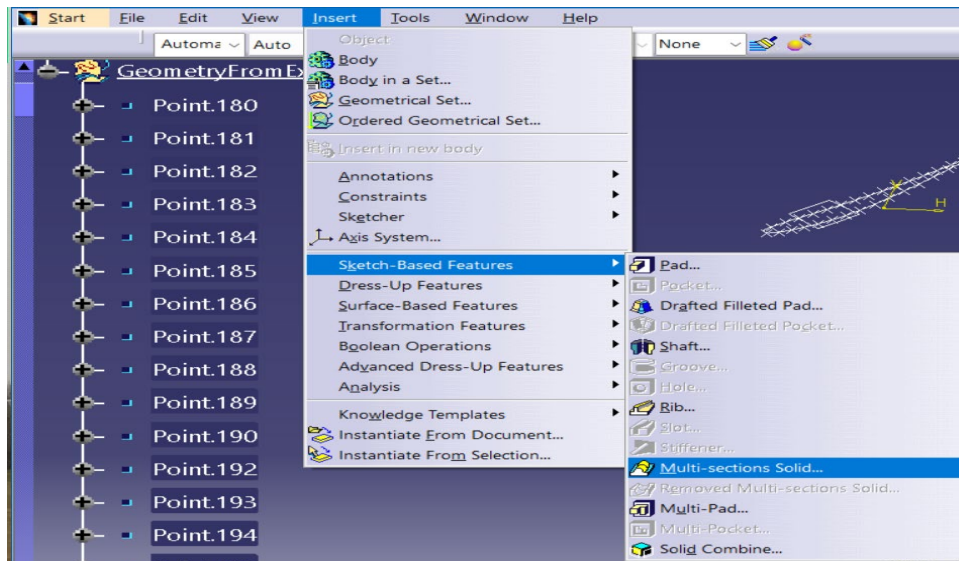 Start File Edit View Insert Tools Window Help
Automa Auto None
GeometryFromEx
Point.180
Point.181
Point.182
Point.183
Point.184
Point.185
Point.186
Point.187
Point.188
Point.189
Point.190
Point.192
Point.193
Point.194
Object
Body
Body in a Set...
Geometrical Set...
Ordered Geometrical Set...
Insert in new body
Annotations
Constraints
Sketcher
Axis System...
Sketch-Based Features
Dress-Up Features
Surface-Based Features
Transformation Features
Boolean Operations
Advanced Dress-Up Features
Analysis
Knowledge Templates
Instantiate From Document...
Instantiate From Selection...
Pad...
Pocket...
Drafted Filleted Pad...
Drafted Filleted Pocket...
Shaft...
Groove...
Hole...
Rib...
Slot...
Stiffener...
Multi-sections Solid...
Removed Multi-sections Solid...
Multi-Pad...
Multi-Pocket...
Solid Combine...
H